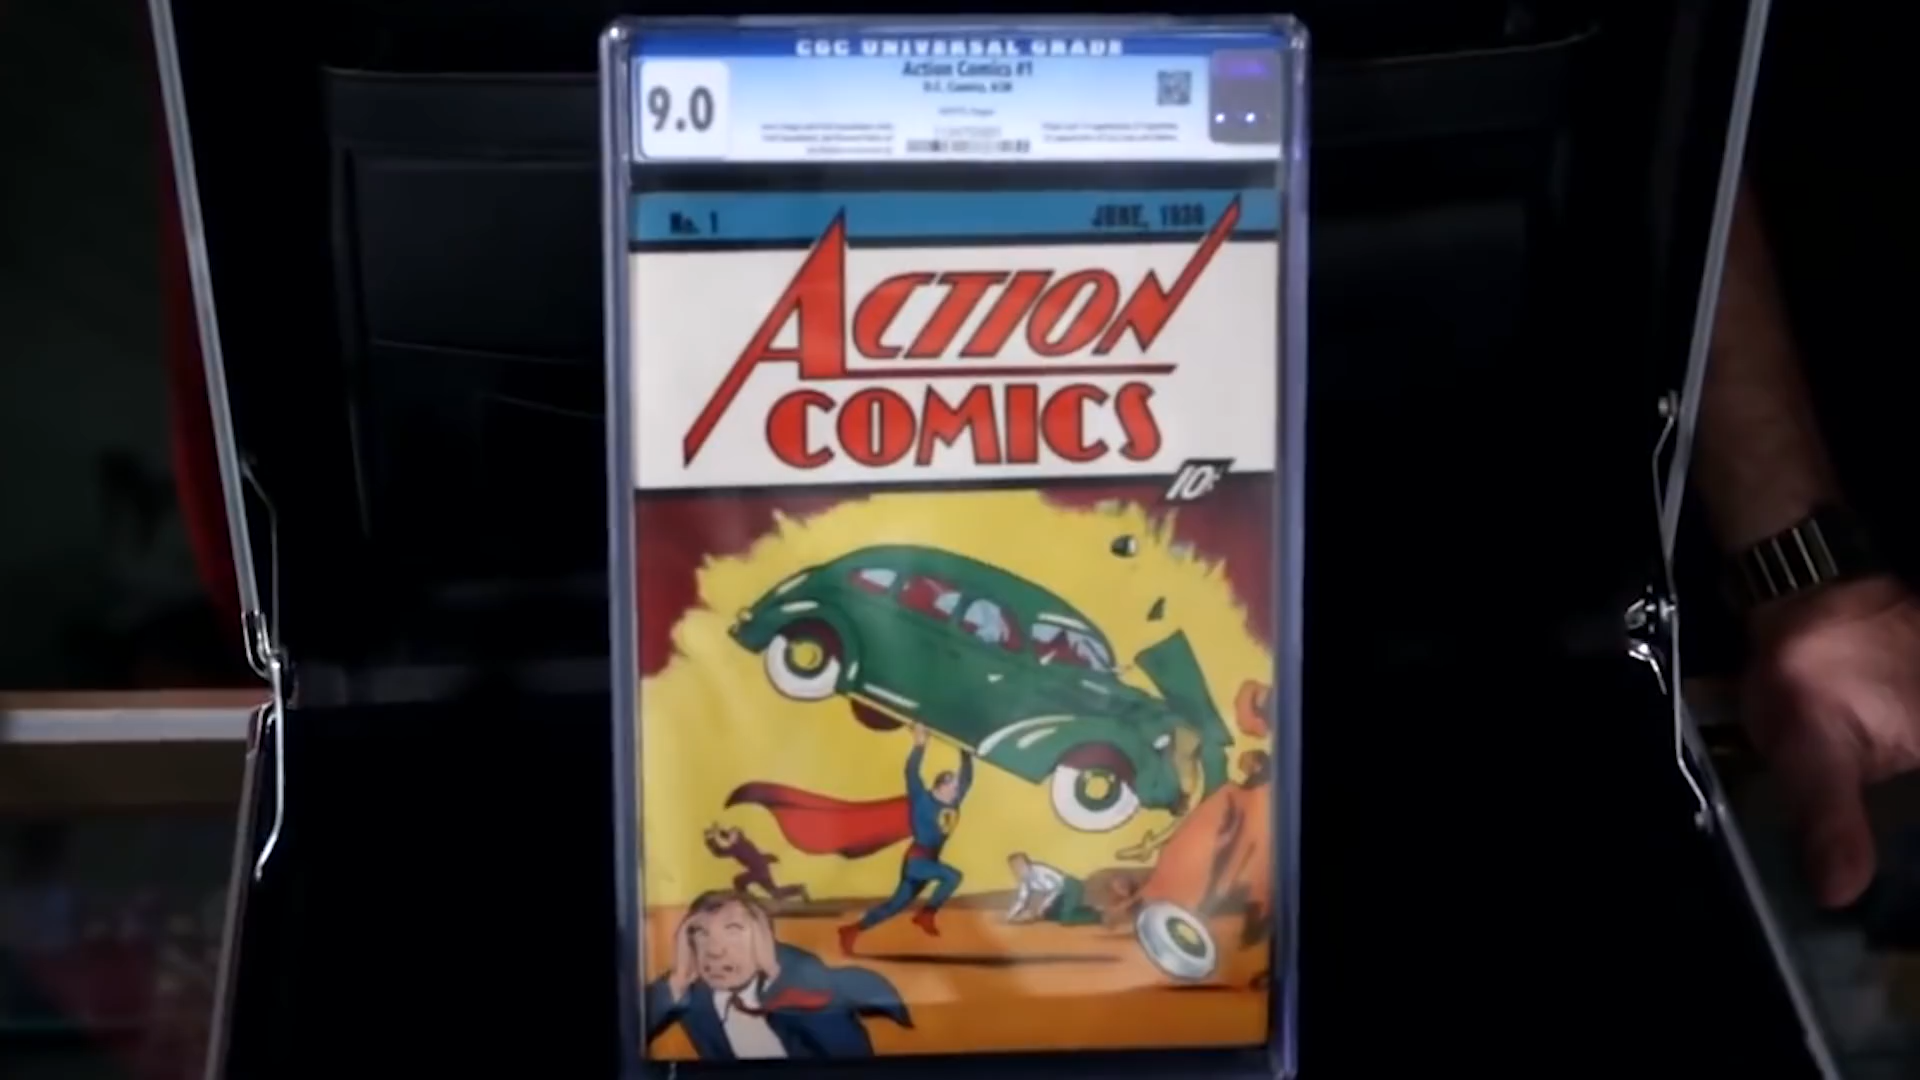 CGC UNIVERSAL GRADE
Action Comics #1
9.0
D.C. Comics, 6/38
No. 1
JUNE, 1938
ACTION
COMICS
10¢